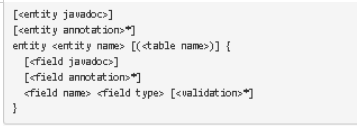 [<entity javadoc>]
[<entity annotation>*]
entity <entity name> [(<table name>)] {
  [<field javadoc>]
  [<field annotation>*]
  <field name> <field type> [<validation>*]
}